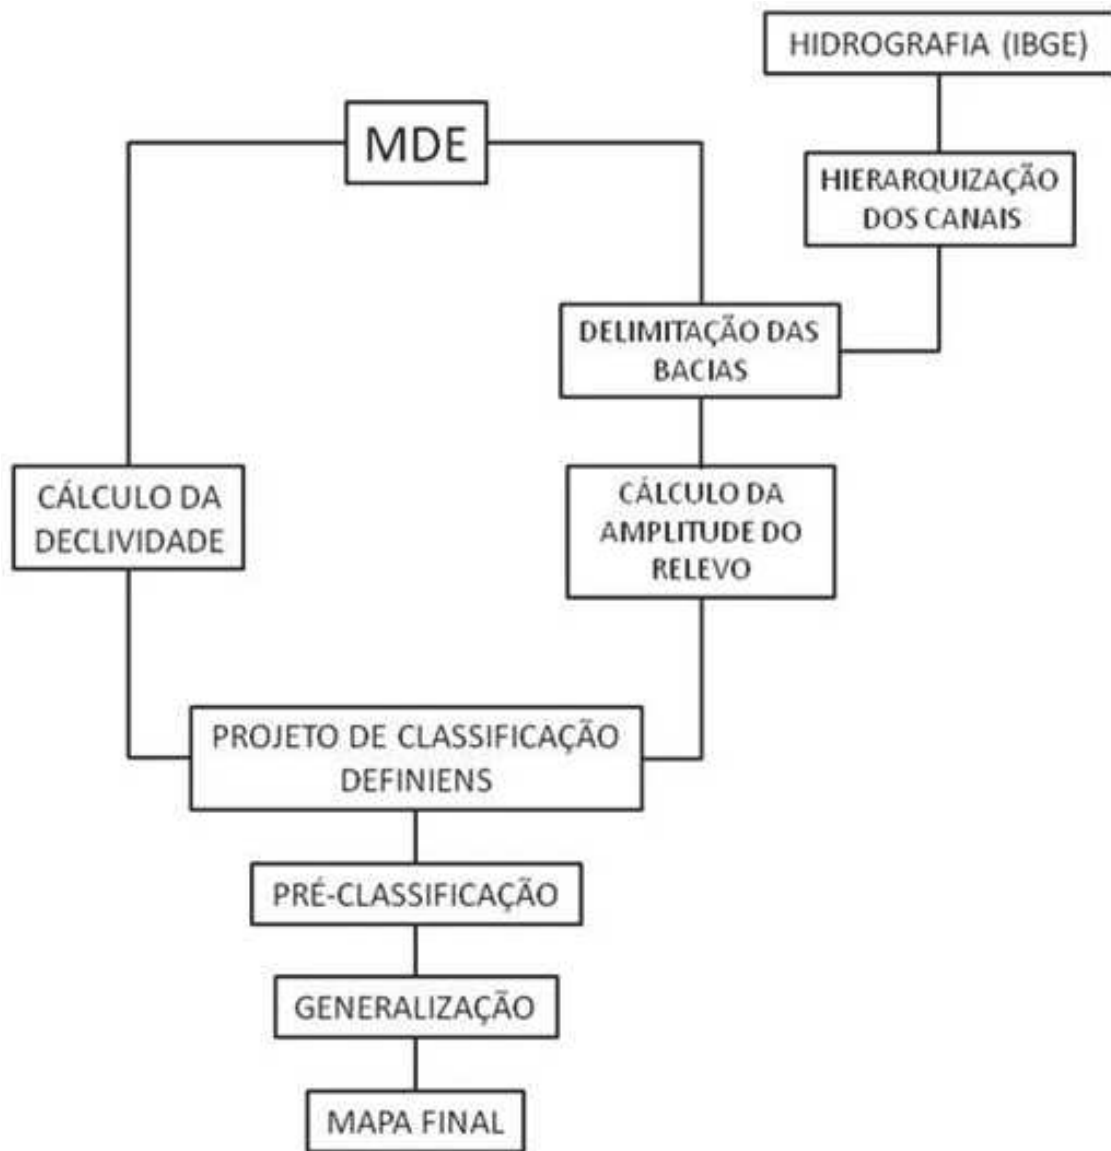 HIDROGRAFIA (IBGE)
MDE
HIERARQUIZAÇÃO
DOS CANAIS
DELIMITAÇÃO DAS
BACIAS
CÁLCULO DA
DECLIVIDADE
CÁLCULO DA
AMPLITUDE DO
RELEVO
PROJETO DE CLASSIFICAÇÃO
DEFINIENS
PRÉ-CLASSIFICAÇÃO
GENERALIZAÇÃO
MAPA FINAL